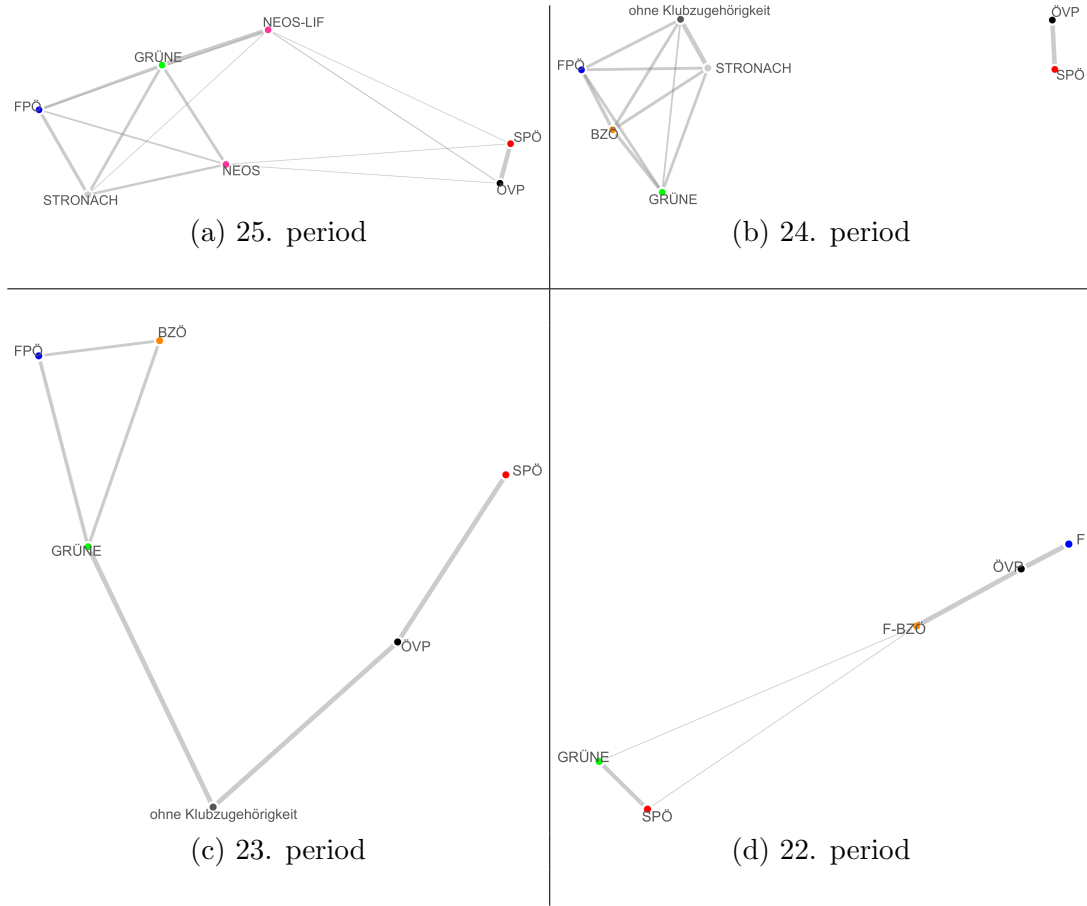 NEOS-LIF
GRÜNE
FPÖ
SPÖ
NEOS
ÖVP
STRONACH
(a) 25. period
ohne Klubzugehörigkeit
ÖVP
FPÖ
STRONACH
SPÖ
BZÖ
GRÜNE
(b) 24. period
BZÖ
FPÖ
SPÖ
GRÜNE
ÖVP
ohne Klubzugehörigkeit
(c) 23. period
F
ÖVP
F-BZÖ
GRÜNE
SPÖ
(d) 22. period